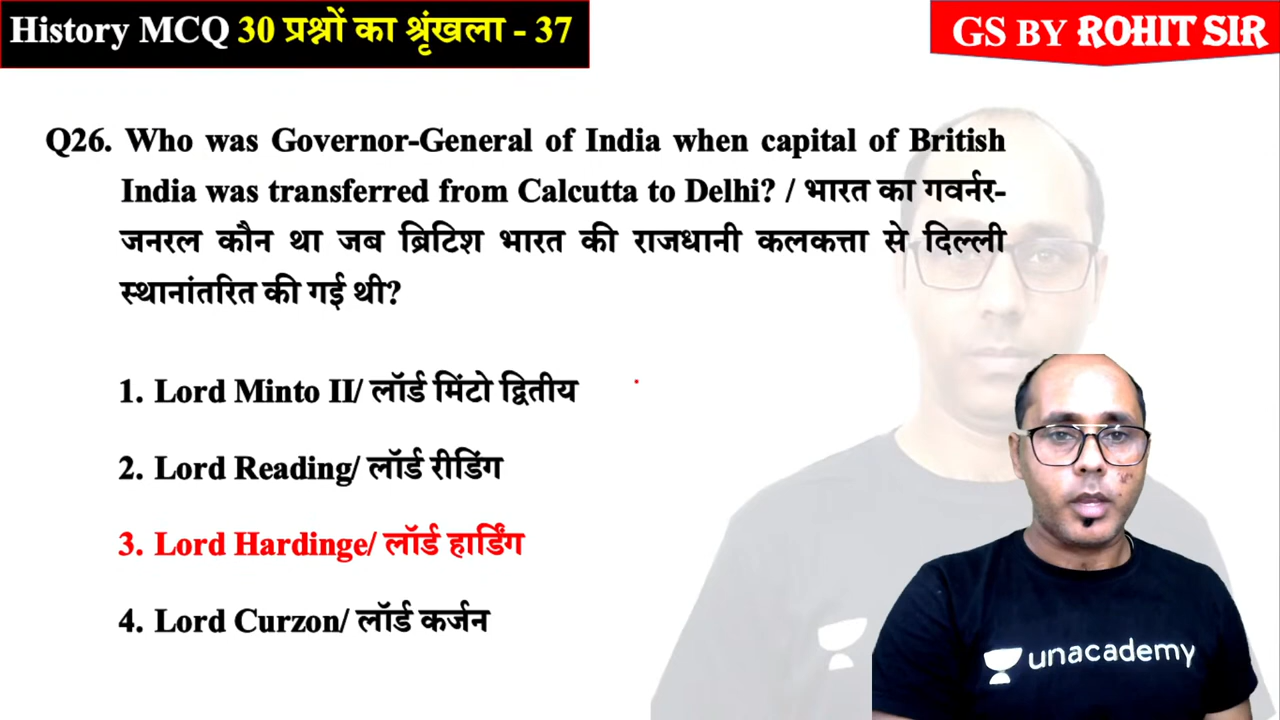 History MCQ 30 प्रश्नों का श्रृंखला - 37
GS BY ROHIT SIR
Q26. Who was Governor-General of India when capital of British
India was transferred from Calcutta to Delhi? / भारत का गवर्नर-
जनरल कौन था जब ब्रिटिश भारत की राजधानी कलकत्ता से दिल्ली
स्थानांतरित की गई थी?
1. Lord Minto II/ लॉर्ड मिंटो द्वितीय
2. Lord Reading/ लॉर्ड रीडिंग
3. Lord Hardinge/ लॉर्ड हार्डिंग
4. Lord Curzon/ लॉर्ड कर्जन
unacademy